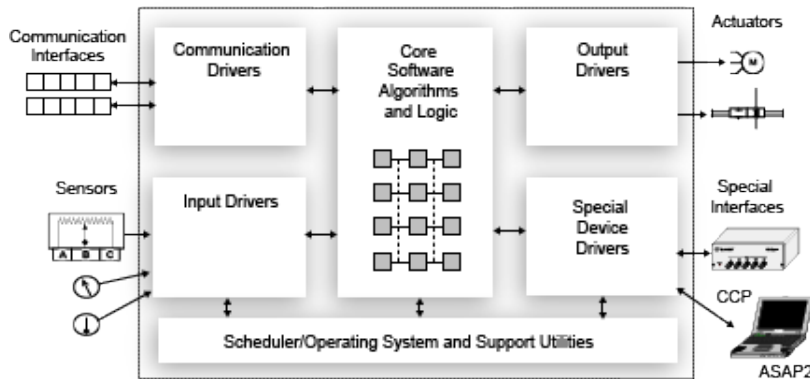 Communication
Interfaces
Communication
Drivers
Core
Software
Algorithms
and Logic
Output
Drivers
Actuators
M
Sensors
A B C
Input Drivers
Special
Device
Drivers
Special
Interfaces
CCP
ASAP2
Scheduler/Operating System and Support Utilities